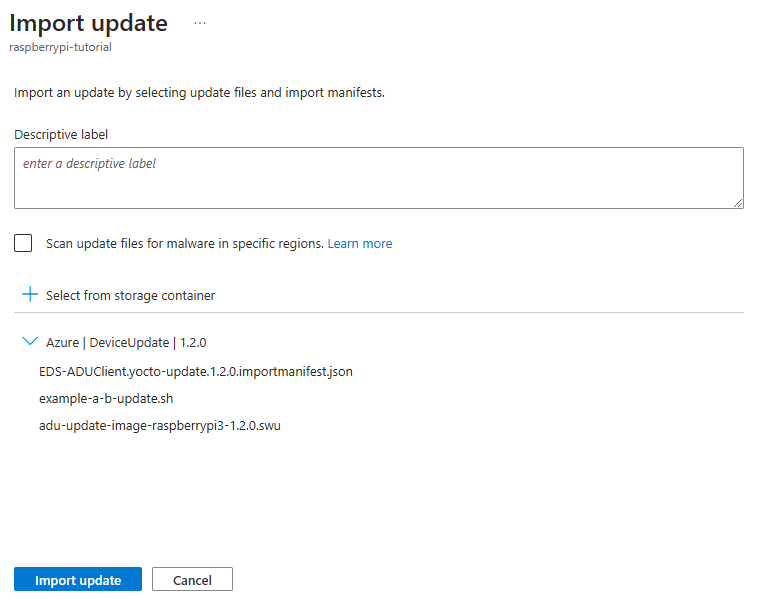 Import update ...
raspberrypi-tutorial
Import an update by selecting update files and import manifests.
Descriptive label
enter a descriptive label
Scan update files for malware in specific regions. Learn more
Select from storage container
Azure | DeviceUpdate | 1.2.0
EDS-ADUClient.yocto-update.1.2.0.importmanifest.json
example-a-b-update.sh
adu-update-image-raspberrypi3-1.2.0.swu
Import update Cancel